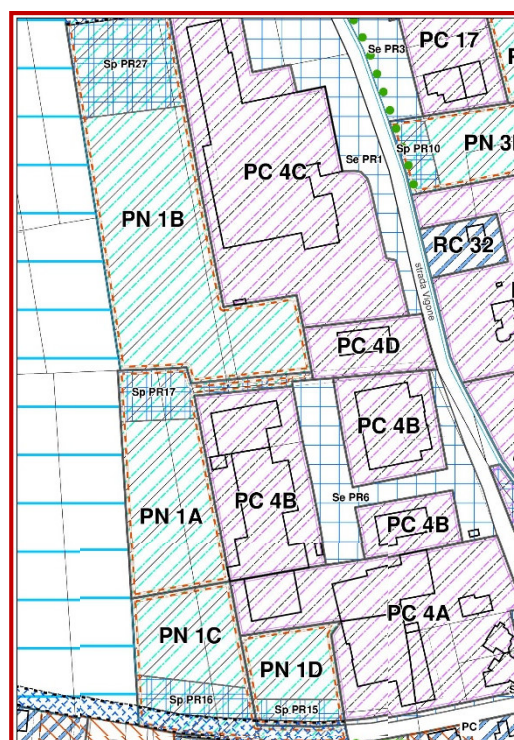 Se PR3
PC 17
Sp PR27
Sp PR10
PN 3
Se PR1
PC 4C
PN 1B
RC 32
strada Vigone
PC 4D
Sp PR17
PC 4B
PC 4B
Se PR6
PN 1A
PC 4B
PC 4A
PN 1C
PN 1D
Sp PR16
Sp PR15
PC